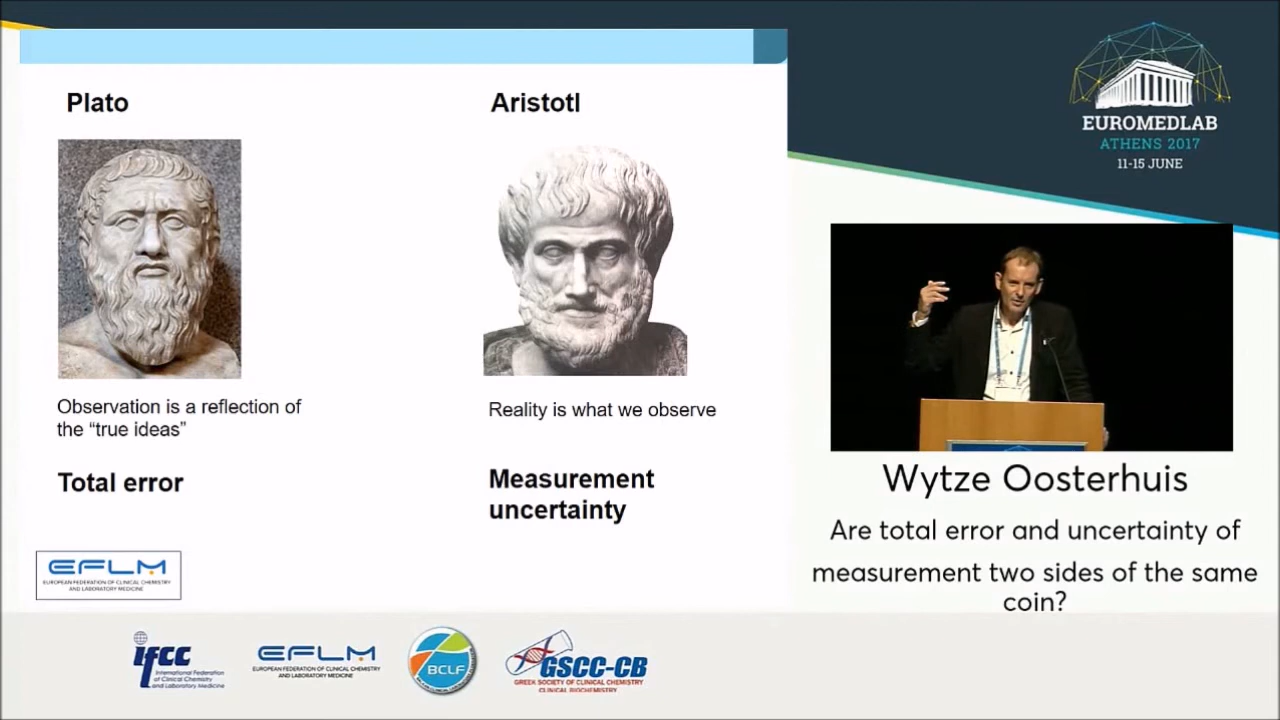 Plato
Aristotl
Observation is a reflection of
the “true ideas”
Reality is what we observe
Total error
Measurement
uncertainty
EFLM
EUROPEAN FEDERATION OF CLINICAL CHEMISTRY
AND LABORATORY MEDICINE
EUROMEDLAB
ATHENS 2017
11-15 JUNE
Wytze Oosterhuis
Are total error and uncertainty of
measurement two sides of the same
coin?
ifcc
International Federation
of Clinical Chemistry
and Laboratory Medicine
EFLM
EUROPEAN FEDERATION OF CLINICAL CHEMISTRY
AND LABORATORY MEDICINE
BCLF
GSCC-CB
GREEK SOCIETY OF CLINICAL CHEMISTRY
CLINICAL BIOCHEMISTRY